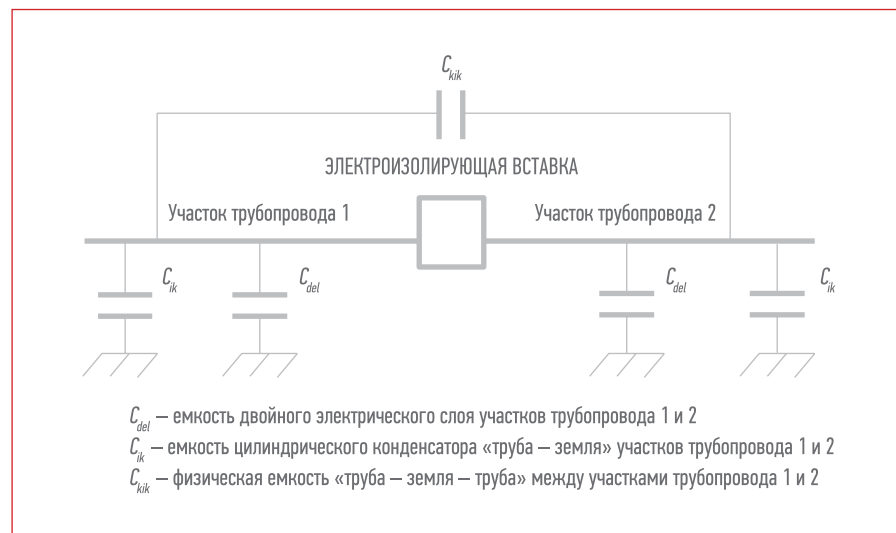 C_kik
ЭЛЕКТРОИЗОЛИРУЮЩАЯ ВСТАВКА
Участок трубопровода 1 Участок трубопровода 2
C_ik C_del C_del C_ik
C_del – емкость двойного электрического слоя участков трубопровода 1 и 2
C_ik – емкость цилиндрического конденсатора «труба – земля» участков трубопровода 1 и 2
C_kik – физическая емкость «труба – земля – труба» между участками трубопровода 1 и 2